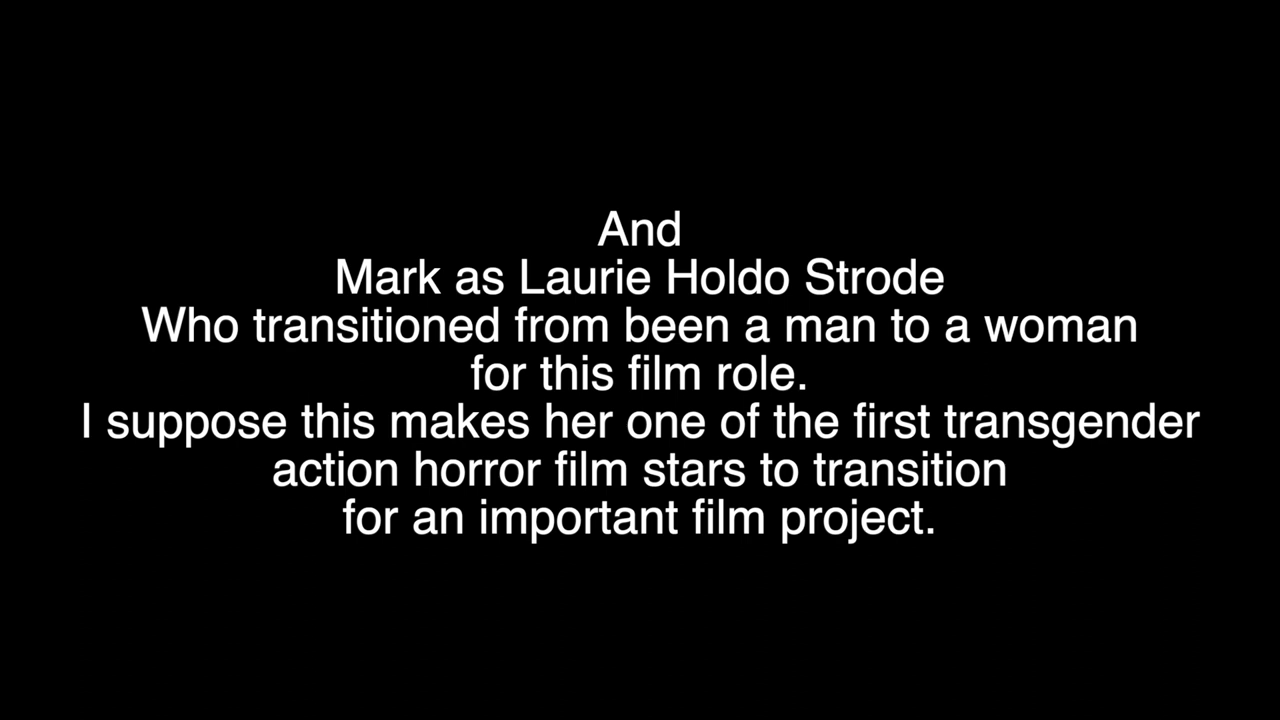 And
Mark as Laurie Holdo Strode
Who transitioned from been a man to a woman
for this film role.
I suppose this makes her one of the first transgender
action horror film stars to transition
for an important film project.